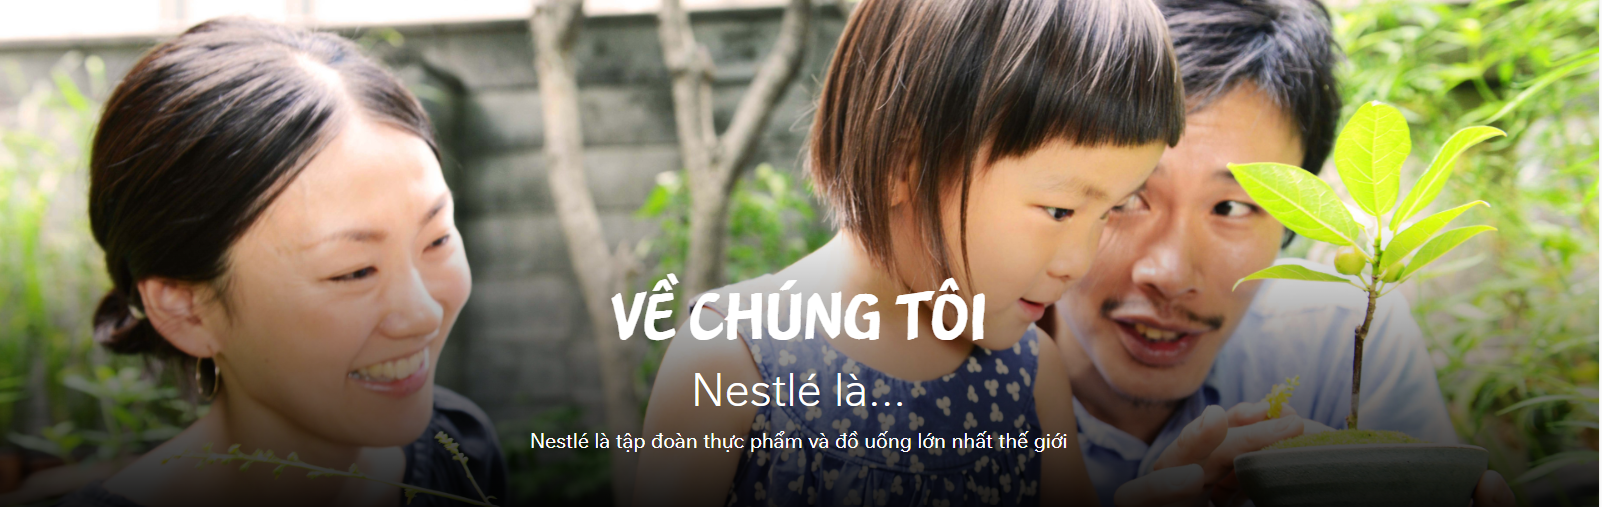 VỀ CHÚNG TÔI
Nestlé là...
Nestlé là tập đoàn thực phẩm và đồ uống lớn nhất thế giới